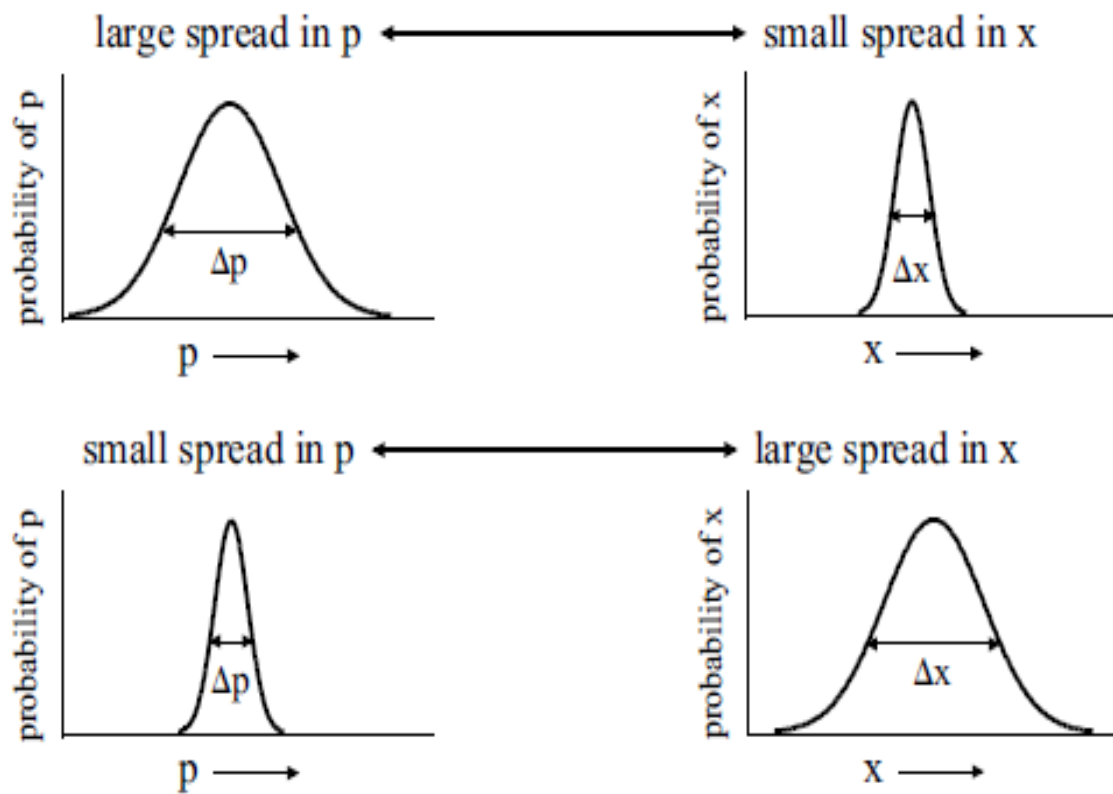 large spread in p
small spread in x
probability of p
Δp
p
probability of x
Δx
x
small spread in p
large spread in x
probability of p
Δp
p
probability of x
Δx
x